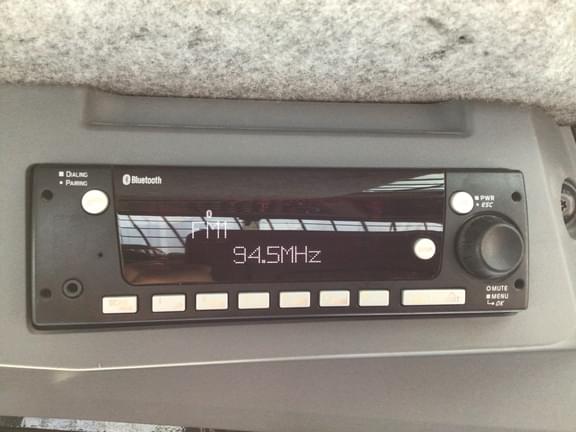 ■ DIALING
• PAIRING
Bluetooth
■ PWR
• ESC
FM1
94.5MHz
○ MUTE
■ MENU
↳ OK